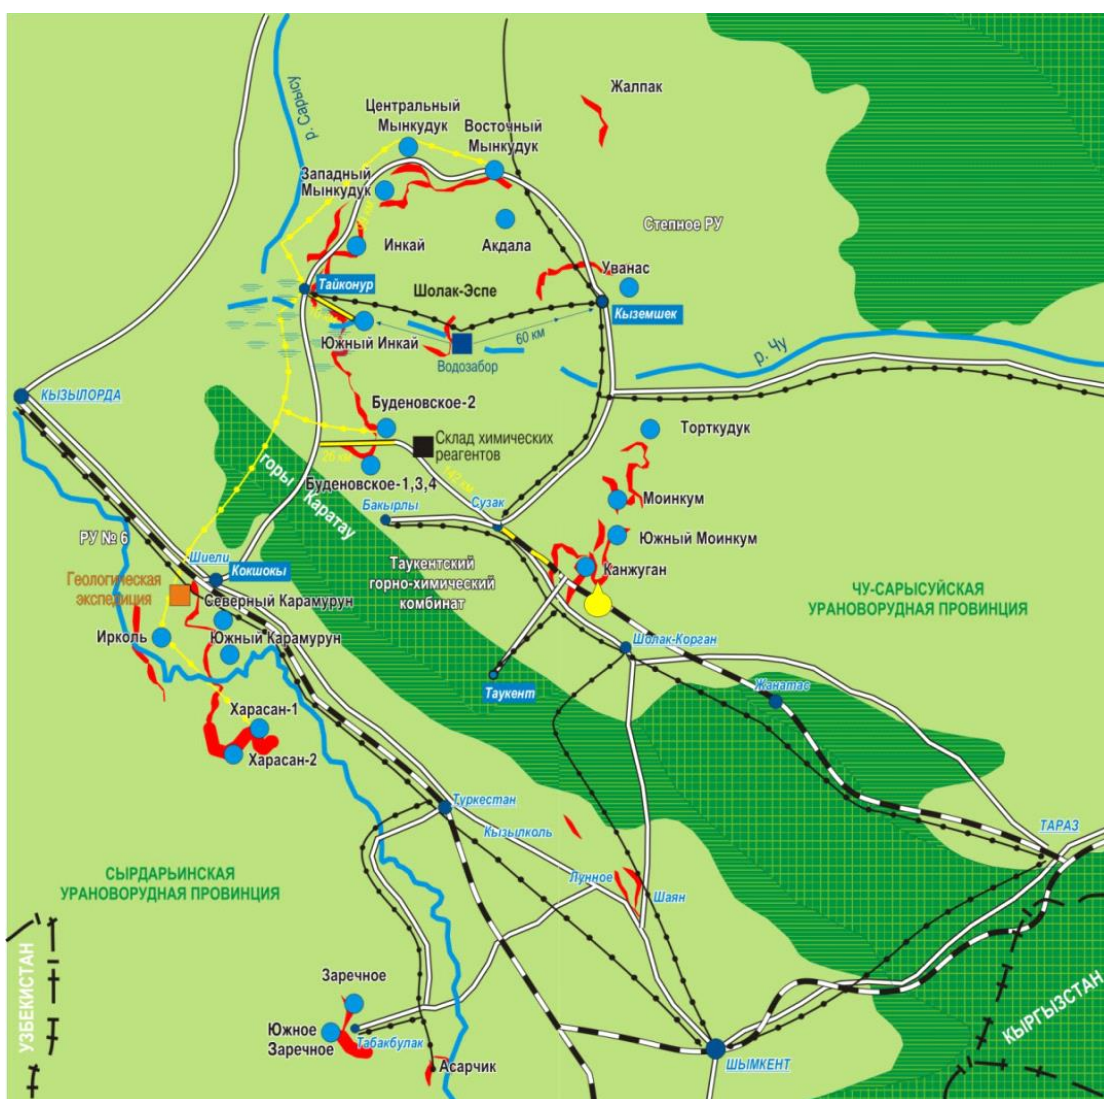 Жалпак
р. Сарысу
Центральный
Мынкудук
Восточный
Мынкудук
Западный
Мынкудук
Степное РУ
Инкай
Акдала
Уванас
Тайконур
Шолак-Эспе
Кыземшек
60 км
Южный Инкай
Водозабор
р. Чу
КЫЗЫЛОРДА
Буденовское-2
Торткудук
Склад химических
реагентов
26 км
142 км
горы Каратау
Буденовское-1,3,4
Бакырлы
Сузак
Моинкум
РУ № 6
Южный Моинкум
Шиели
Кокшокы
Таукентский
горно-химический
комбинат
Канжуган
Геологическая
экспедиция
ЧУ-САРЫСУЙСКАЯ
УРАНОВОРУДНАЯ ПРОВИНЦИЯ
Северный Карамурун
Ирколь
Южный Карамурун
Шолак-Корган
Таукент
Жанатас
Харасан-1
Харасан-2
Туркестан
Кызылколь
ТАРАЗ
СЫРДАРЬИНСКАЯ
УРАНОВОРУДНАЯ ПРОВИНЦИЯ
Лунное
Шаян
УЗБЕКИСТАН
Заречное
Южное
Заречное
Табакбулак
КЫРГЫЗСТАН
Асарчик
ШЫМКЕНТ